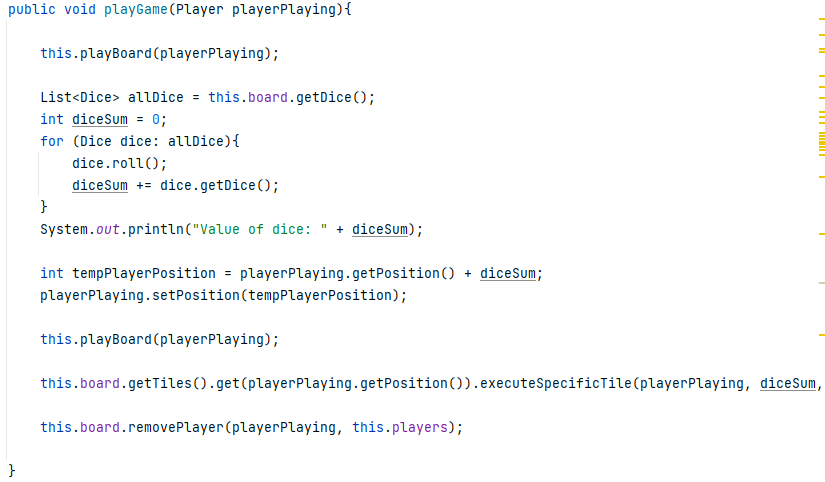 public void playGame(Player playerPlaying){
this.playBoard(playerPlaying);
List<Dice> allDice = this.board.getDice();
int diceSum = 0;
for (Dice dice: allDice){
dice.roll();
diceSum += dice.getDice();
}
System.out.println("Value of dice: " + diceSum);
int tempPlayerPosition = playerPlaying.getPosition() + diceSum;
playerPlaying.setPosition(tempPlayerPosition);
this.playBoard(playerPlaying);
this.board.getTiles().get(playerPlaying.getPosition()).executeSpecificTile(playerPlaying, diceSum,
this.board.removePlayer(playerPlaying, this.players);
}